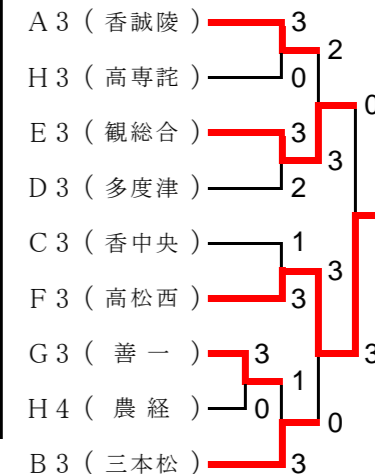 A3(香誠陵) 3
2
H3(高専詫) 0
0
E3(観総合) 3
3
D3(多度津) 2
C3(香中央) 1
3
F3(高松西) 3
G3(善一) 3 3
1
H4(農経) 0
0
B3(三本松) 3